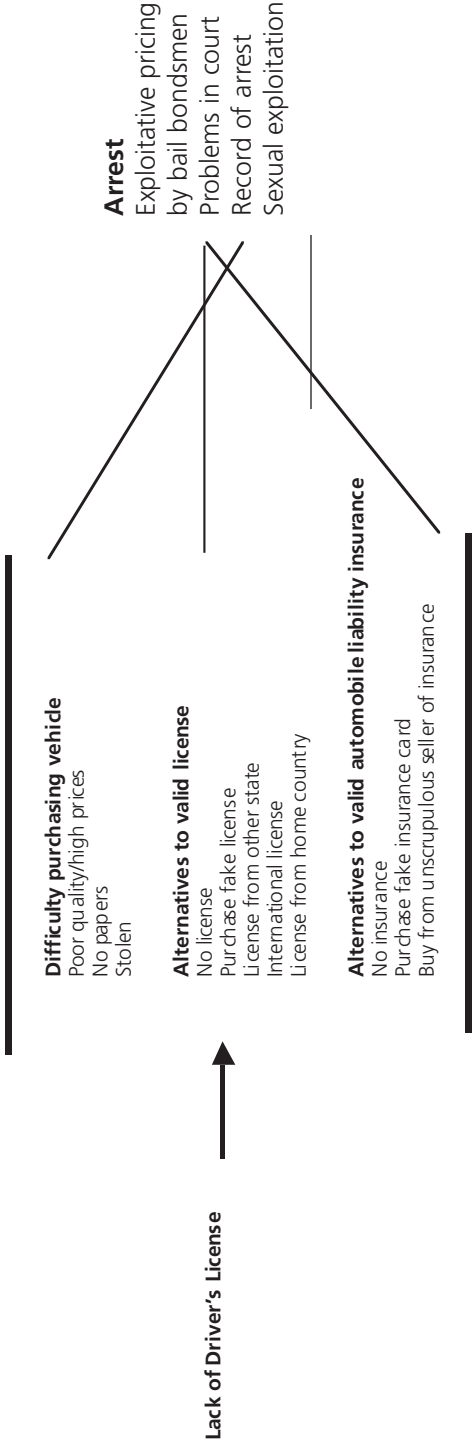 Lack of Driver's License
Difficulty purchasing vehicle
Poor quality/high prices
No papers
Stolen
Alternatives to valid license
No license
Purchase fake license
License from other state
International license
License from home country
Alternatives to valid automobile liability insurance
No insurance
Purchase fake insurance card
Buy from unscrupulous seller of insurance
Arrest
Exploitative pricing
by bail bondsmen
Problems in court
Record of arrest
Sexual exploitation